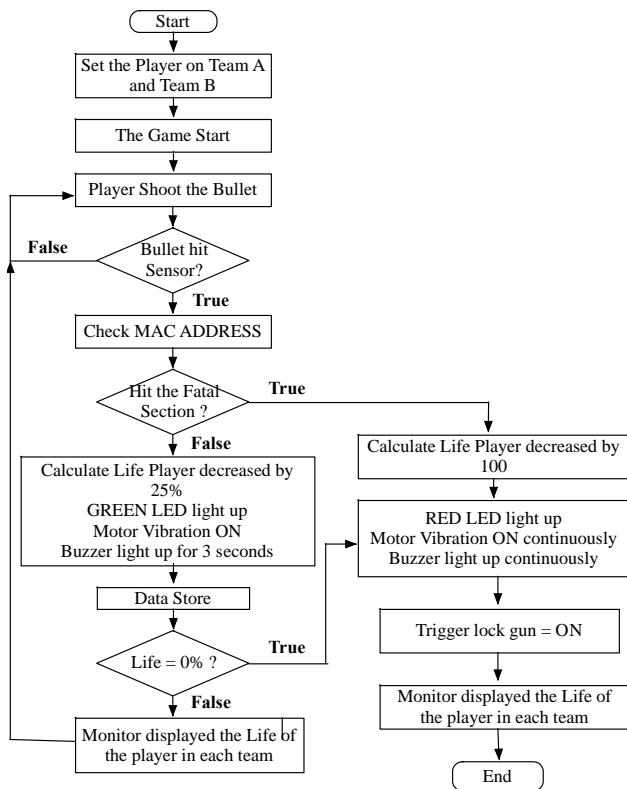 Start
Set the Player on Team A
and Team B
The Game Start
Player Shoot the Bullet
False
Bullet hit
Sensor?
True
Check MAC ADDRESS
Hit the Fatal
Section ?
True
False
Calculate Life Player decreased by
25%
GREEN LED light up
Motor Vibration ON
Buzzer light up for 3 seconds
Data Store
Life = 0% ?
True
False
Monitor displayed the Life of
the player in each team
Calculate Life Player decreased by
100
RED LED light up
Motor Vibration ON continuously
Buzzer light up continuously
Trigger lock gun = ON
Monitor displayed the Life of
the player in each team
End